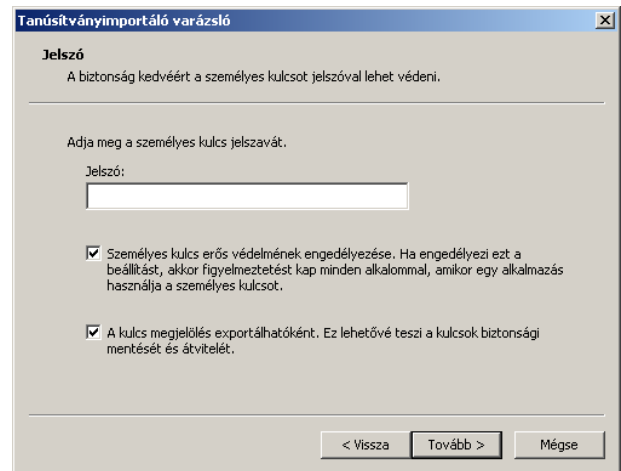 Tanúsítványimportáló varázsló
Jelszó
A biztonság kedvéért a személyes kulcsot jelszóval lehet védeni.
Adja meg a személyes kulcs jelszavát.
Jelszó:
Személyes kulcs erős védelmének engedélyezése. Ha engedélyezi ezt a
beállítást, akkor figyelmeztetést kap minden alkalommal, amikor egy alkalmazás
használja a személyes kulcsot.
A kulcs megjelölés exportálhatóként. Ez lehetővé teszi a kulcsok biztonsági
mentését és átvitelét.
< Vissza Tovább > Mégse